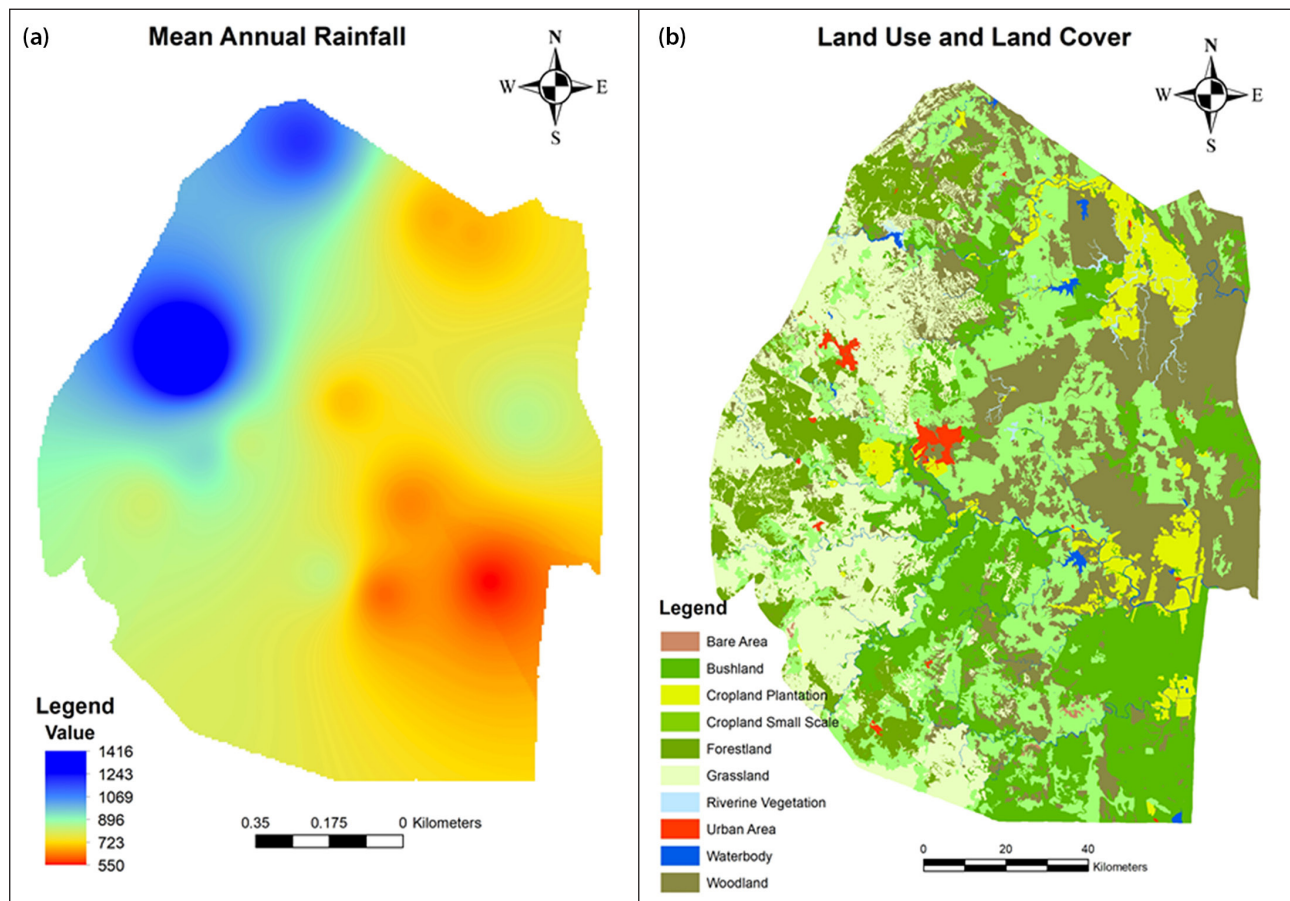 (a)
Mean Annual Rainfall
N
W
E
S
Legend
Value
1416
1243
1069
896
723
550
0.35 0.175 0 Kilometers
(b)
Land Use and Land Cover
N
W
E
S
Legend
Bare Area
Bushland
Cropland Plantation
Cropland Small Scale
Forestland
Grassland
Riverine Vegetation
Urban Area
Waterbody
Woodland
0 20 40
Kilometers